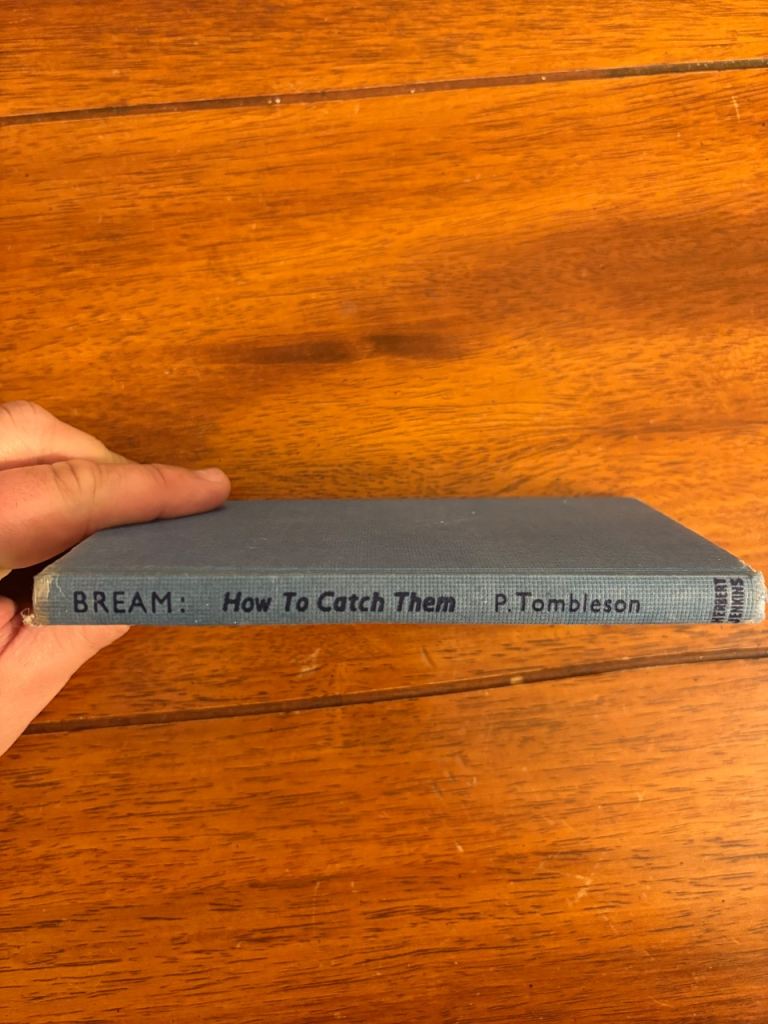 BREAM: How To Catch Them P. Tombleson
HERBERT
JENKINS